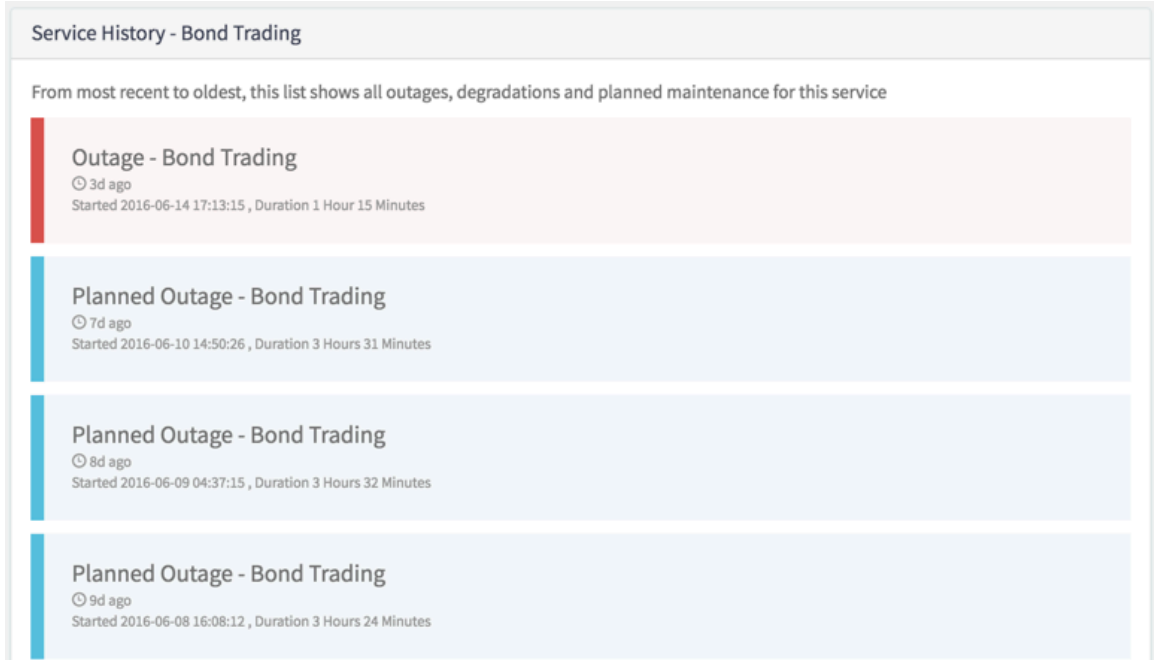 Service History - Bond Trading
From most recent to oldest, this list shows all outages, degradations and planned maintenance for this service
Outage - Bond Trading
3d ago
Started 2016-06-14 17:13:15 , Duration 1 Hour 15 Minutes
Planned Outage - Bond Trading
7d ago
Started 2016-06-10 14:50:26 , Duration 3 Hours 31 Minutes
Planned Outage - Bond Trading
8d ago
Started 2016-06-09 04:37:15 , Duration 3 Hours 32 Minutes
Planned Outage - Bond Trading
9d ago
Started 2016-06-08 16:08:12 , Duration 3 Hours 24 Minutes